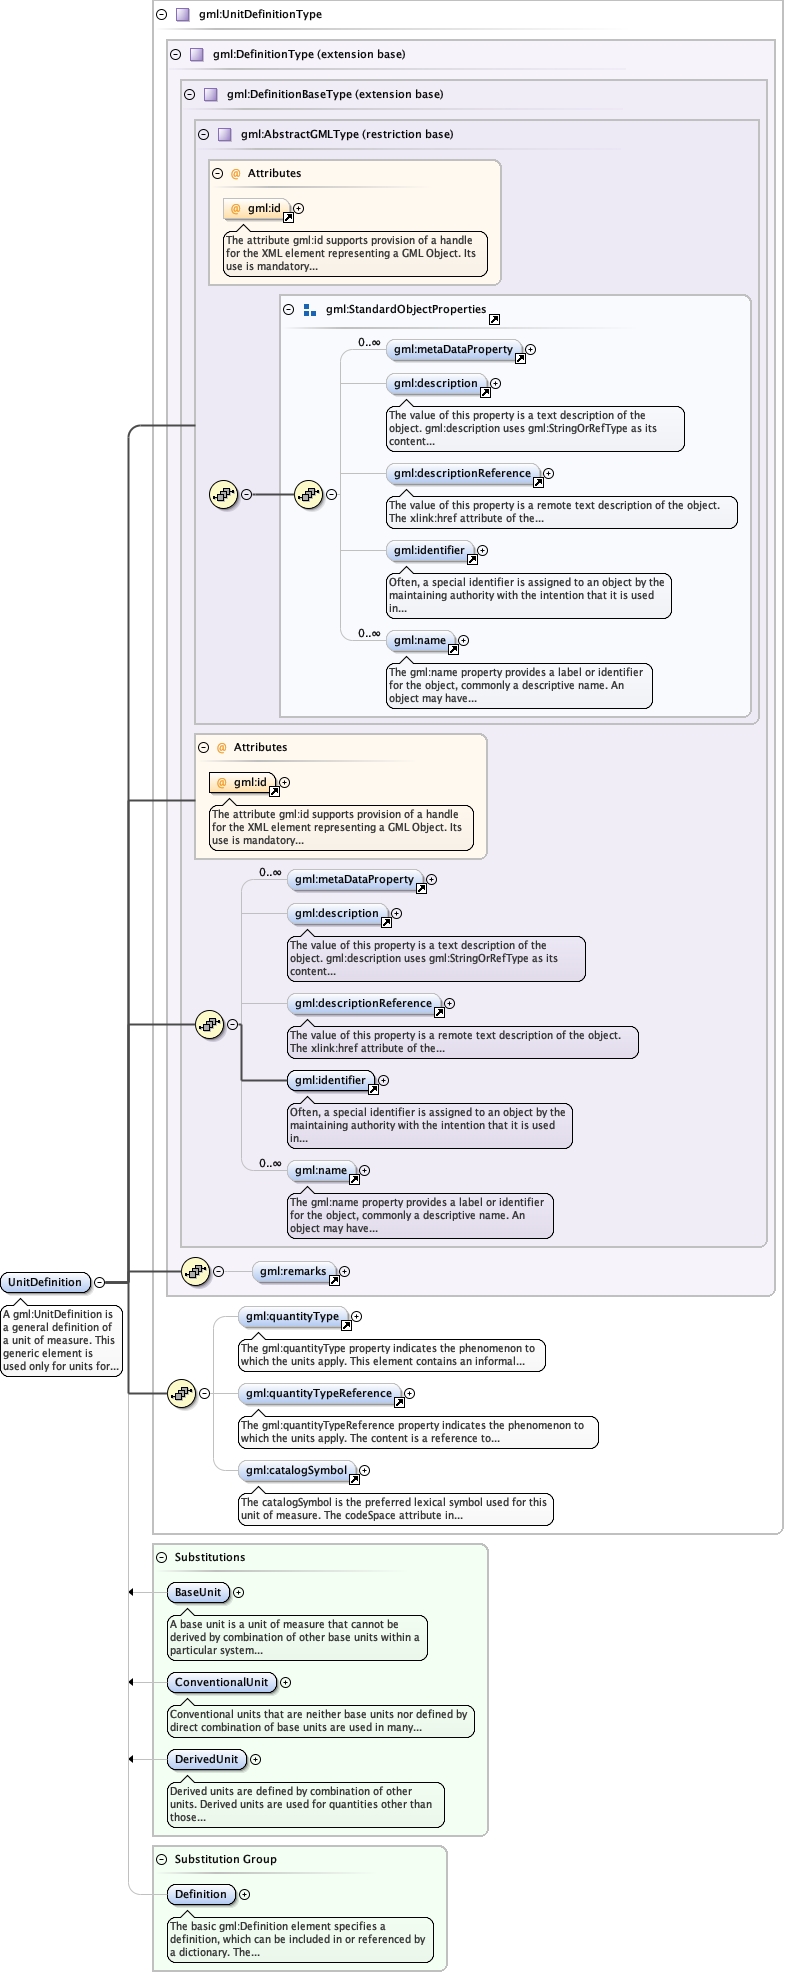 gml:UnitDefinitionType
gml:DefinitionType (extension base)
gml:DefinitionBaseType (extension base)
gml:AbstractGMLType (restriction base)
@ Attributes
@ gml:id
The attribute gml:id supports provision of a handle
for the XML element representing a GML Object. Its
use is mandatory...
gml:StandardObjectProperties
0..∞
gml:metaDataProperty
gml:description
The value of this property is a text description of the
object. gml:description uses gml:StringOrRefType as its
content...
gml:descriptionReference
The value of this property is a remote text description of the object.
The xlink:href attribute of the...
gml:identifier
Often, a special identifier is assigned to an object by the
maintaining authority with the intention that it is used
in...
0..∞
gml:name
The gml:name property provides a label or identifier
for the object, commonly a descriptive name. An
object may have...
@ Attributes
@ gml:id
The attribute gml:id supports provision of a handle
for the XML element representing a GML Object. Its
use is mandatory...
0..∞
gml:metaDataProperty
gml:description
The value of this property is a text description of the
object. gml:description uses gml:StringOrRefType as its
content...
gml:descriptionReference
The value of this property is a remote text description of the object.
The xlink:href attribute of the...
gml:identifier
Often, a special identifier is assigned to an object by the
maintaining authority with the intention that it is used
in...
0..∞
gml:name
The gml:name property provides a label or identifier
for the object, commonly a descriptive name. An
object may have...
gml:remarks
UnitDefinition
A gml:UnitDefinition is
a general definition of
a unit of measure. This
generic element is
used only for units for...
gml:quantityType
The gml:quantityType property indicates the phenomenon to
which the units apply. This element contains an informal...
gml:quantityTypeReference
The gml:quantityTypeReference property indicates the phenomenon to
which the units apply. The content is a reference to...
gml:catalogSymbol
The catalogSymbol is the preferred lexical symbol used for this
unit of measure. The codeSpace attribute in...
Substitutions
BaseUnit
A base unit is a unit of measure that cannot be
derived by combination of other base units within a
particular system...
ConventionalUnit
Conventional units that are neither base units nor defined by
direct combination of base units are used in many...
DerivedUnit
Derived units are defined by combination of other
units. Derived units are used for quantities other than
those...
Substitution Group
Definition
The basic gml:Definition element specifies a
definition, which can be included in or referenced by
a dictionary. The...